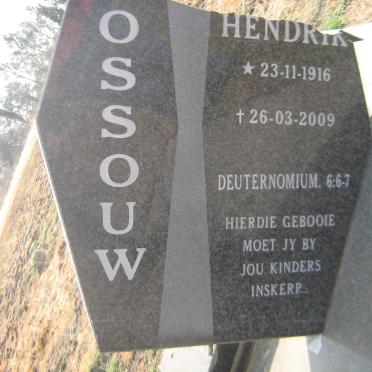 OSSOUW
HENDRIK
★ 23-11-1916
† 26-03-2009
DEUTERNOMIUM. 6:6-7
HIERDIE GEBOOIE
MOET JY BY
JOU KINDERS
INSKERP...